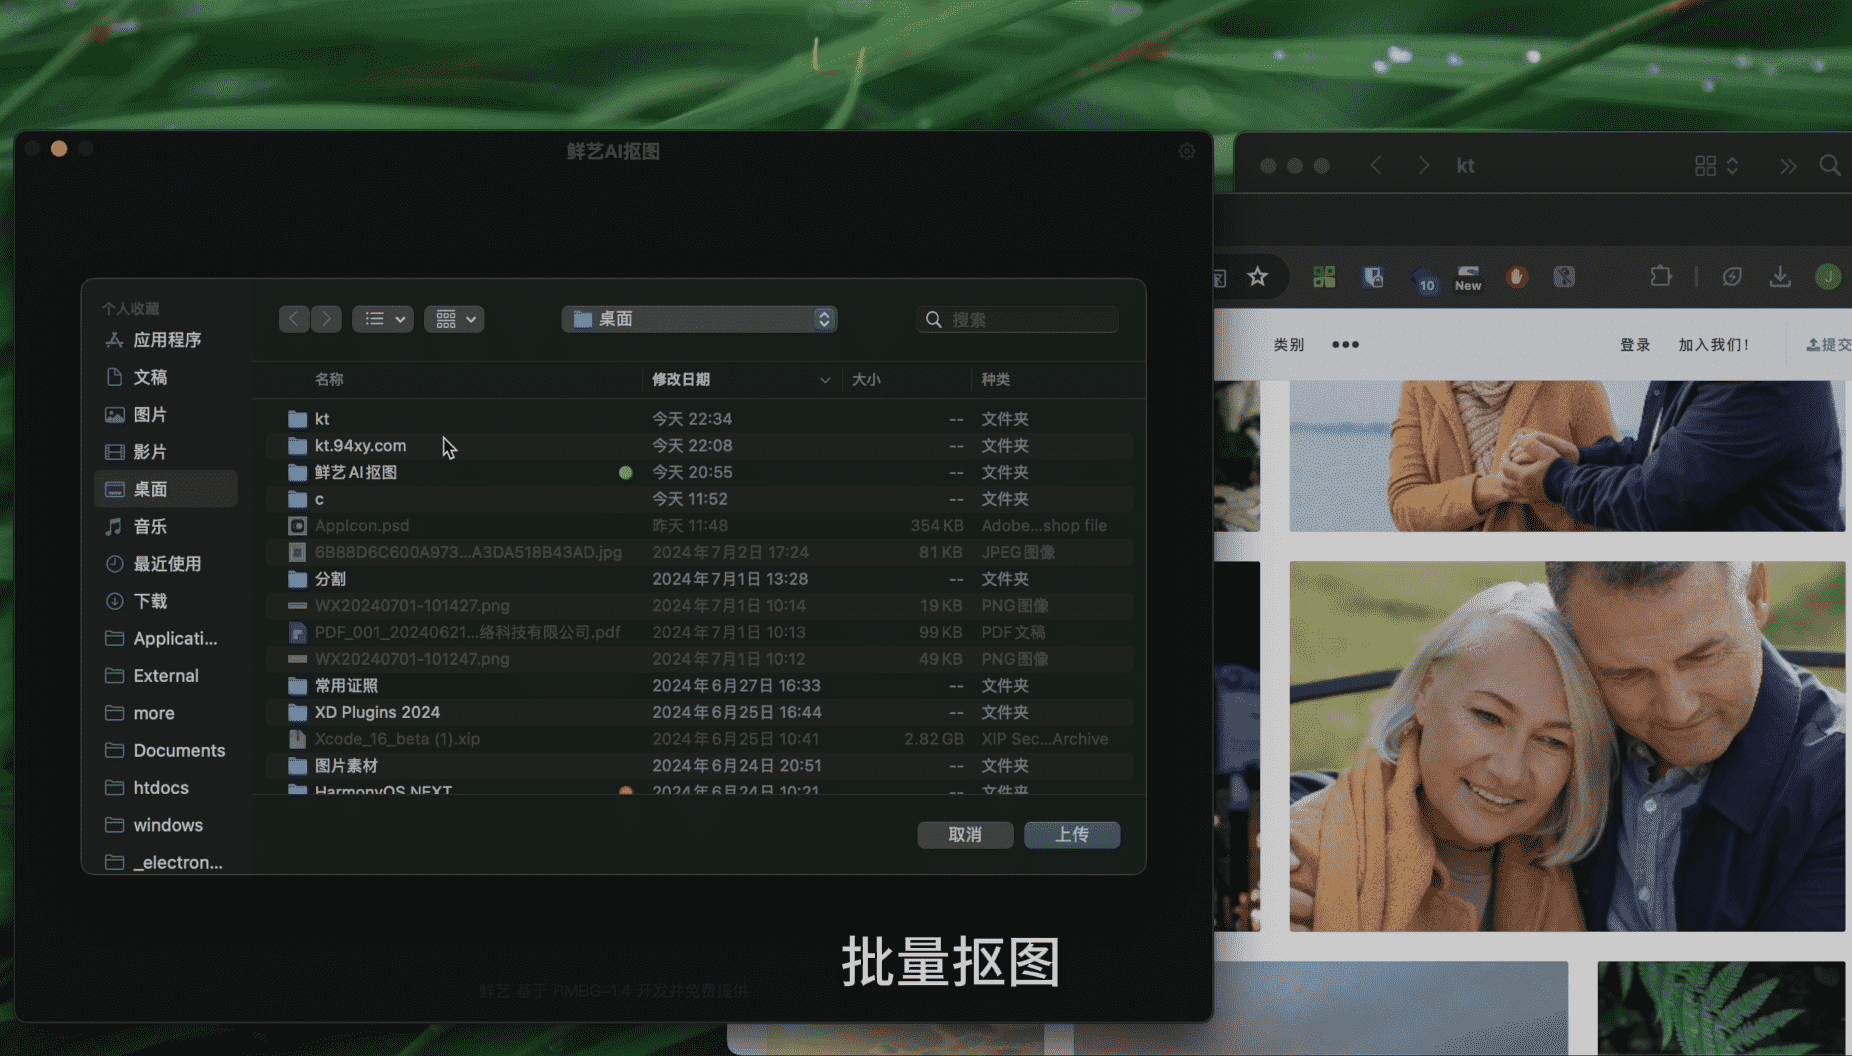 鲜艺AI抠图
kt
个人收藏
应用程序
文稿
图片
影片
桌面
音乐
最近使用
下载
Applicati...
External
more
Documents
htdocs
windows
_electron...
桌面
搜索
名称 修改日期 大小 种类
kt 今天 22:34 -- 文件夹
kt.94xy.com 今天 22:08 -- 文件夹
鲜艺AI抠图 今天 20:55 -- 文件夹
c 今天 11:52 -- 文件夹
AppIcon.psd 昨天 11:48 354 KB Adobe...shop file
6B88D6C600A973...A3DA518B43AD.jpg 2024年7月2日 17:24 81 KB JPEG图像
分割 2024年7月1日 13:28 -- 文件夹
WX20240701-101427.png 2024年7月1日 10:14 19 KB PNG图像
PDF_001_20240621...络科技有限公司.pdf 2024年7月1日 10:13 99 KB PDF文稿
WX20240701-101247.png 2024年7月1日 10:12 49 KB PNG图像
常用证照 2024年6月27日 16:33 -- 文件夹
XD Plugins 2024 2024年6月25日 16:44 -- 文件夹
Xcode_16_beta (1).xip 2024年6月25日 10:41 2.82 GB XIP Sec...Archive
图片素材 2024年6月24日 20:51 -- 文件夹
HarmonyOS NEXT 2024年6月24日 10:21 -- 文件夹
取消 上传
批量抠图
鲜艺 基于 RMBG-1.4 开发并免费提供
10 New J
类别 ••• 登录 加入我们! 提交